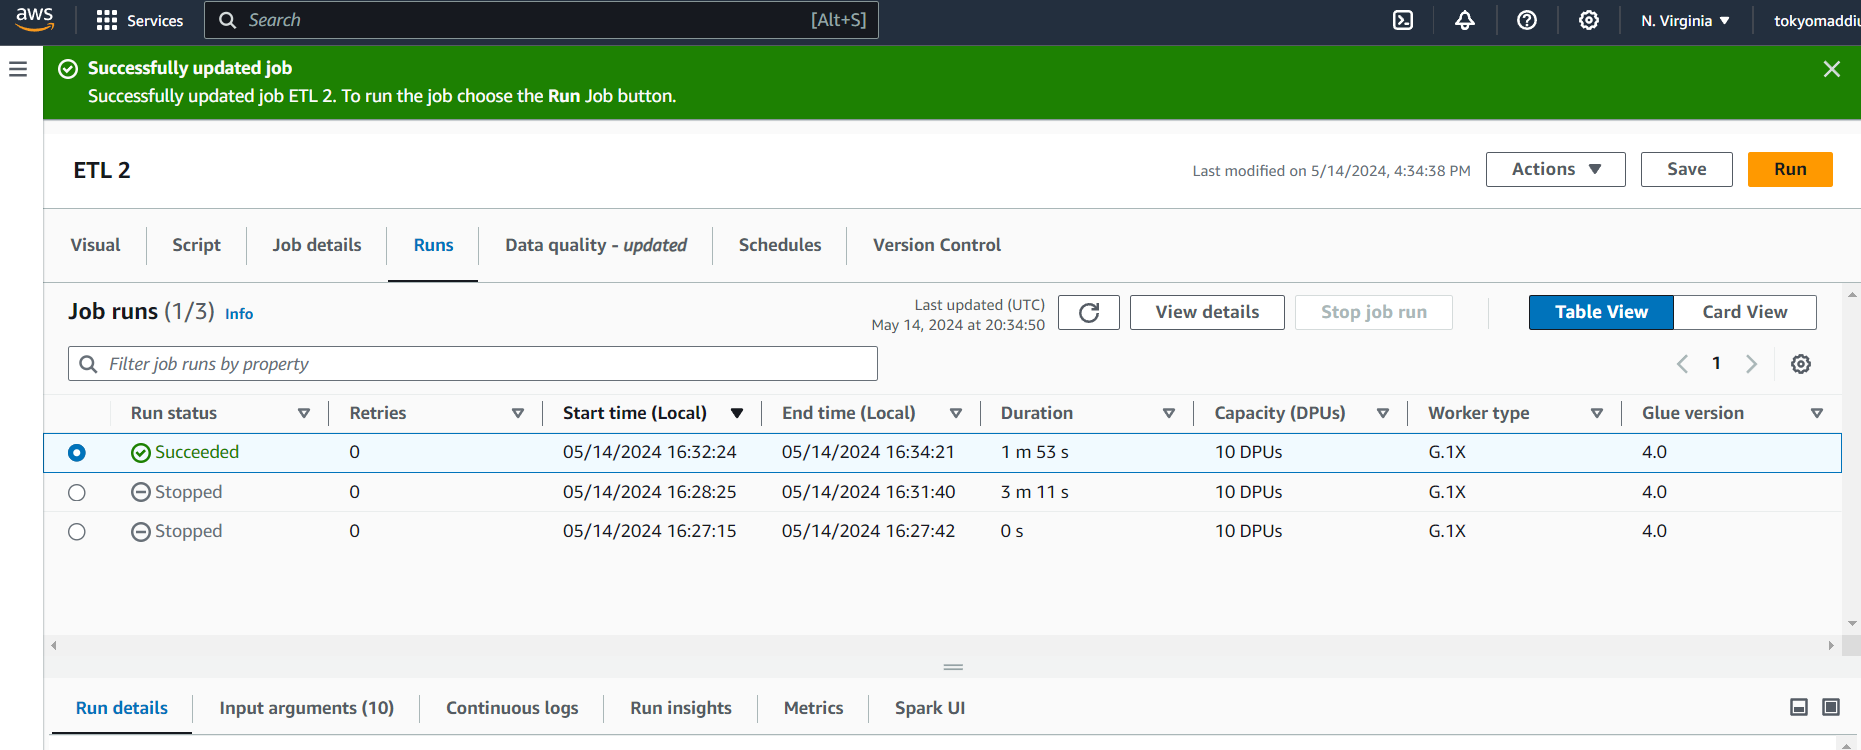 aws Services Search [Alt+S] N. Virginia
Successfully updated job
Successfully updated job ETL 2. To run the job choose the Run Job button.
ETL 2
Last modified on 5/14/2024, 4:34:38 PM Actions Save Run
Visual Script Job details Runs Data quality - updated Schedules Version Control
Job runs (1/3) Info
Last updated (UTC)
May 14, 2024 at 20:34:50
View details Stop job run Table View Card View
Filter job runs by property
1
Run status Retries Start time (Local) End time (Local) Duration Capacity (DPUs) Worker type Glue version
Succeeded 0 05/14/2024 16:32:24 05/14/2024 16:34:21 1 m 53 s 10 DPUs G.1X 4.0
Stopped 0 05/14/2024 16:28:25 05/14/2024 16:31:40 3 m 11 s 10 DPUs G.1X 4.0
Stopped 0 05/14/2024 16:27:15 05/14/2024 16:27:42 0 s 10 DPUs G.1X 4.0
Run details Input arguments (10) Continuous logs Run insights Metrics Spark UI